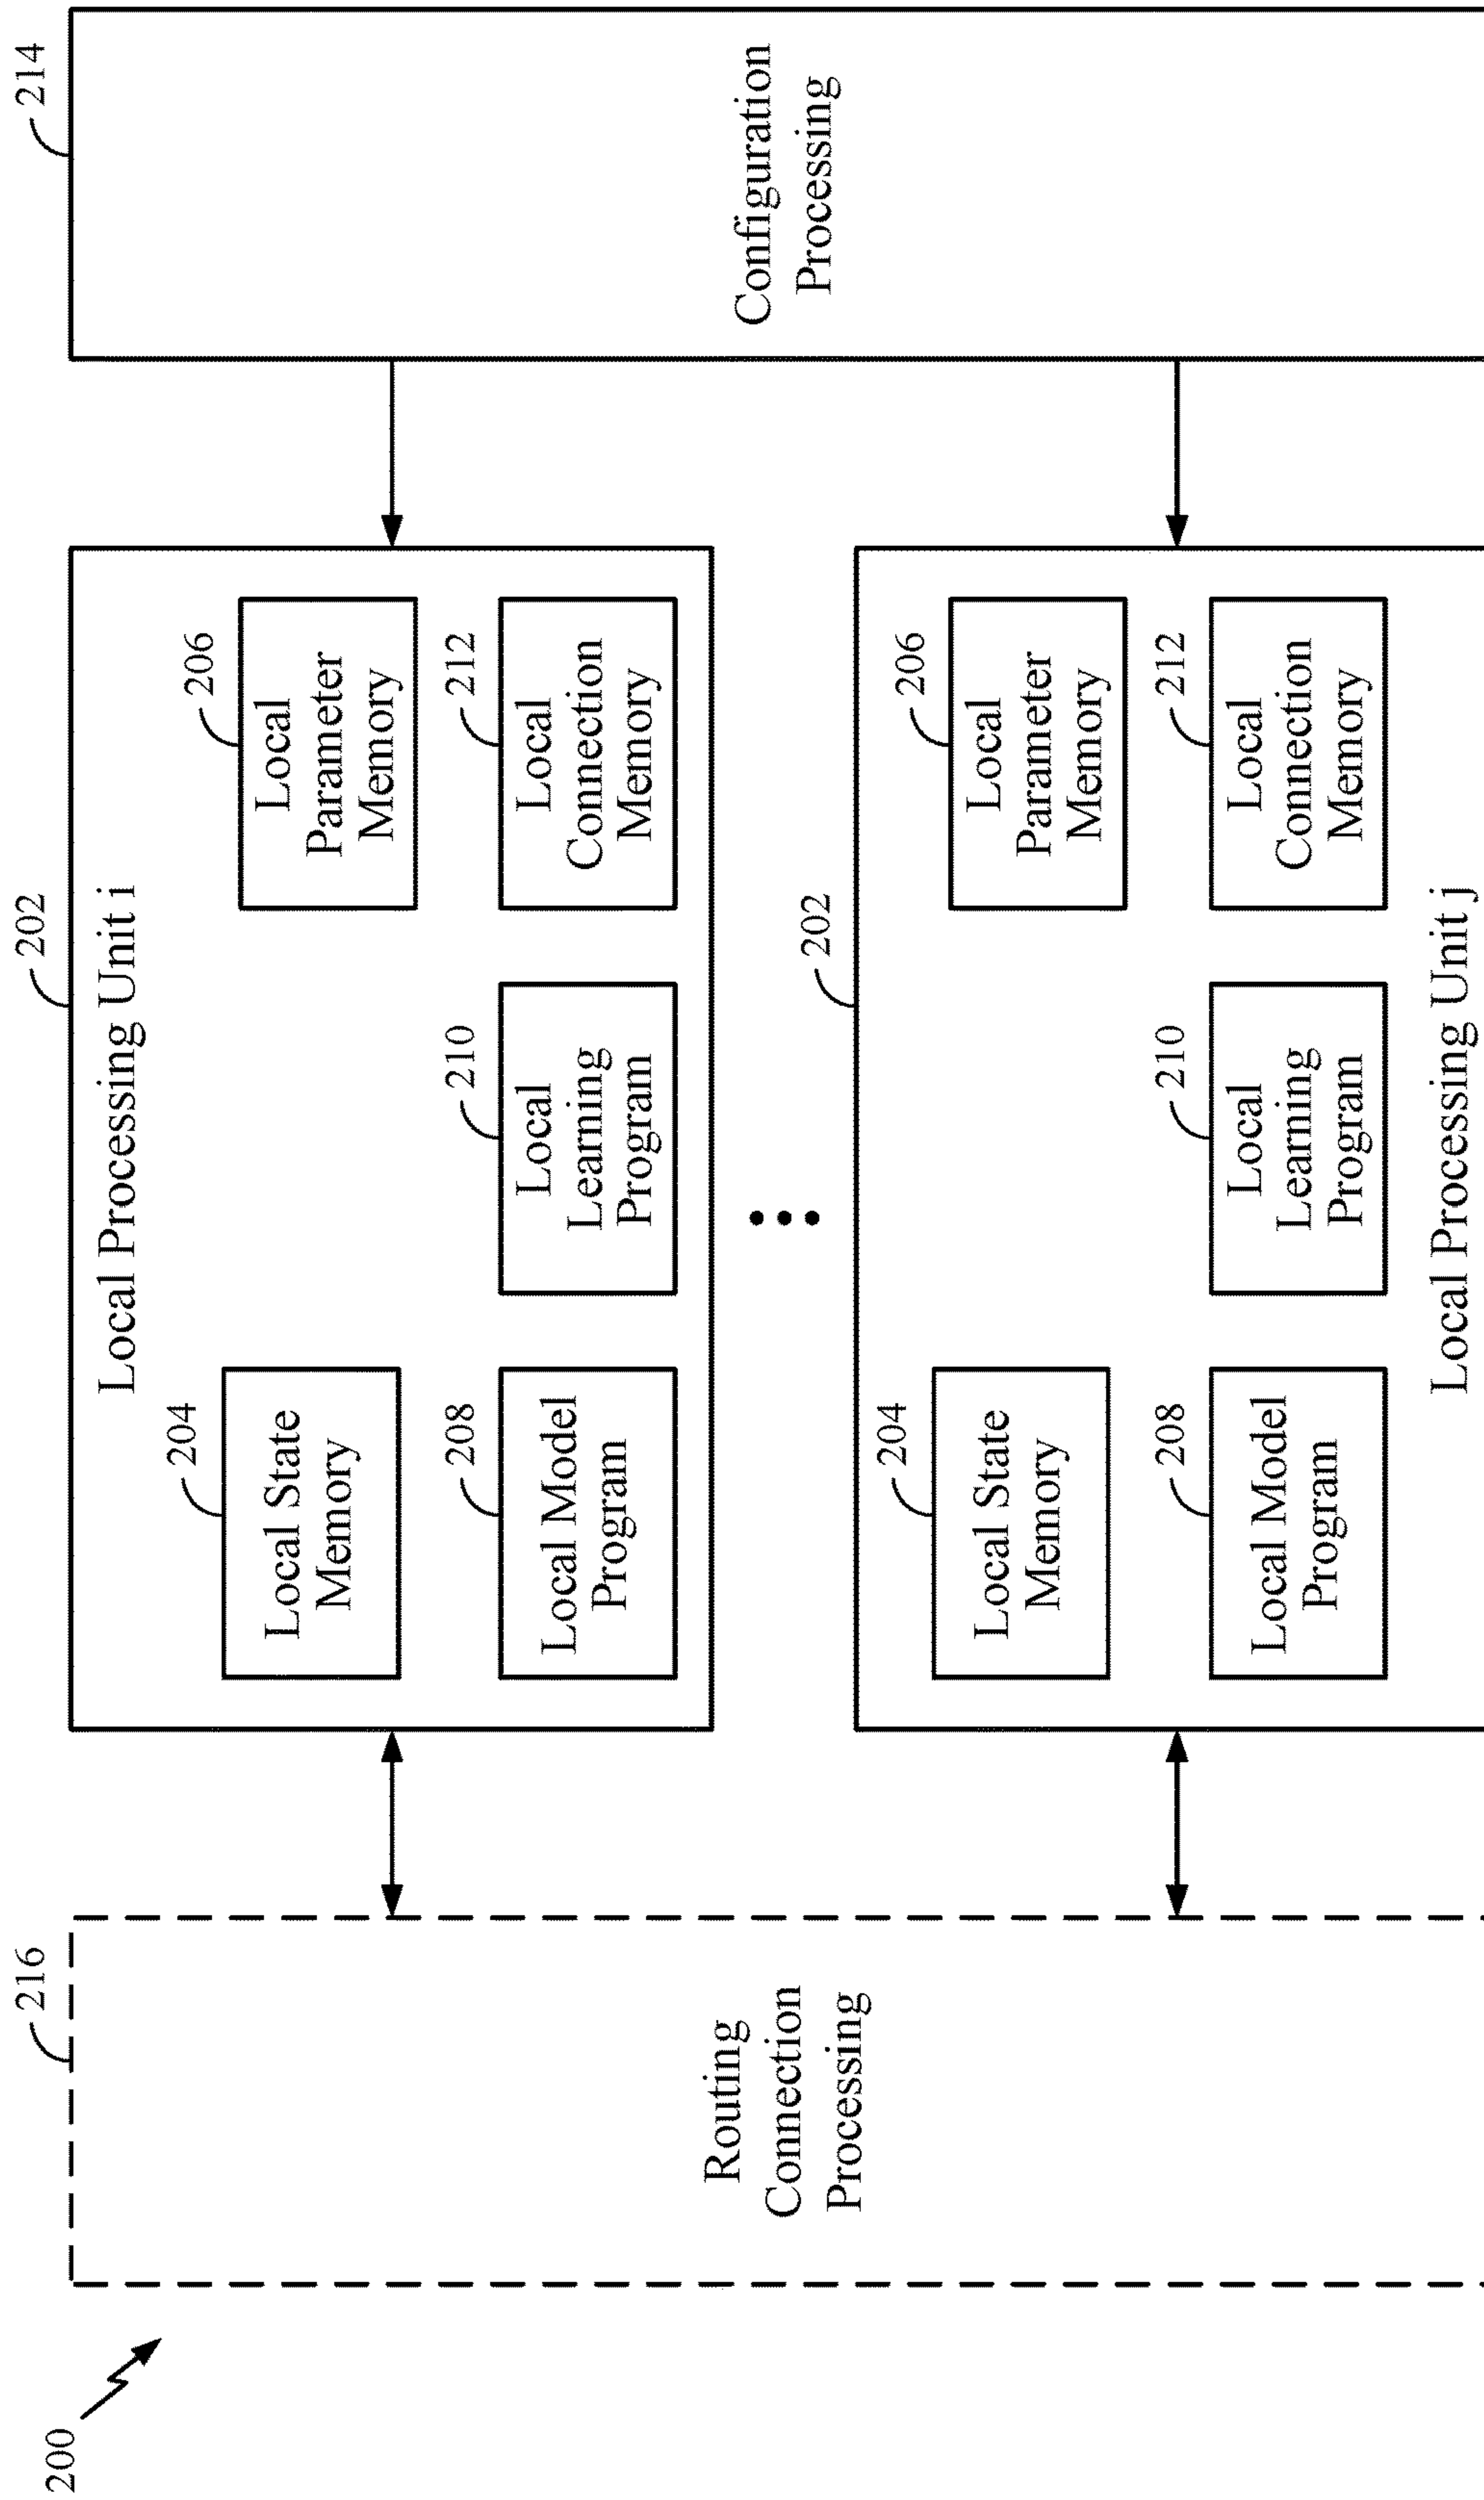 200
216
Routing
Connection
Processing
202
Local Processing Unit i
204
Local State
Memory
206
Local
Parameter
Memory
208
Local Model
Program
210
Local
Learning
Program
212
Local
Connection
Memory
202
204
Local State
Memory
206
Local
Parameter
Memory
208
Local Model
Program
210
Local
Learning
Program
212
Local
Connection
Memory
Local Processing Unit j
214
Configuration
Processing